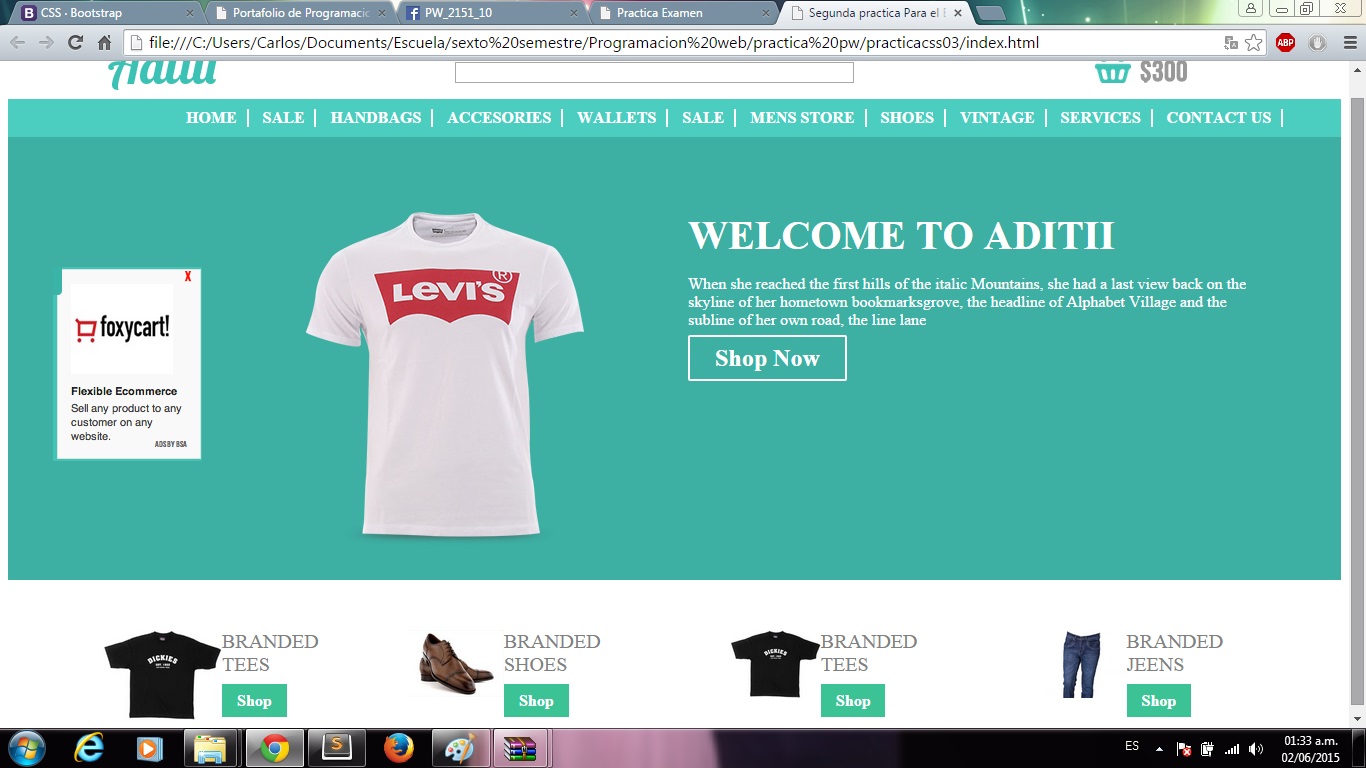 CSS · Bootstrap
Portafolio de Programacio
PW_2151_10
Practica Examen
Segunda practica Para el E
file:///C:/Users/Carlos/Documents/Escuela/sexto%20semestre/Programacion%20web/practica%20pw/practicacss03/index.html
ABP
Aditii
$300
HOME
SALE
HANDBAGS
ACCESORIES
WALLETS
SALE
MENS STORE
SHOES
VINTAGE
SERVICES
CONTACT US
X
foxycart!
Flexible Ecommerce
Sell any product to any
customer on any
website.
ADS BY BSA
LEVI'S
®
WELCOME TO ADITII
When she reached the first hills of the italic Mountains, she had a last view back on the
skyline of her hometown bookmarksgrove, the headline of Alphabet Village and the
subline of her own road, the line lane
Shop Now
DICKIES
BRANDED
TEES
Shop
BRANDED
SHOES
Shop
DICKIES
BRANDED
TEES
Shop
BRANDED
JEENS
Shop
ES
01:33 a.m.
02/06/2015